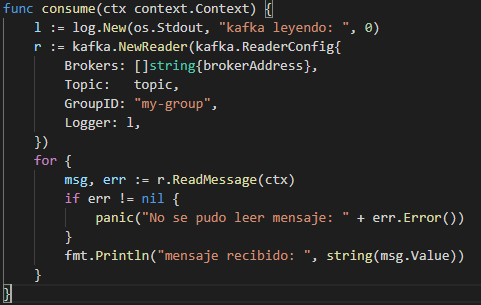 func consume(ctx context.Context) {
    l := log.New(os.Stdout, "kafka leyendo: ", 0)
    r := kafka.NewReader(kafka.ReaderConfig{
        Brokers: []string{brokerAddress},
        Topic:   topic,
        GroupID: "my-group",
        Logger: l,
    })
    for {
        msg, err := r.ReadMessage(ctx)
        if err != nil {
            panic("No se pudo leer mensaje: " + err.Error())
        }
        fmt.Println("mensaje recibido: ", string(msg.Value))
    }
}